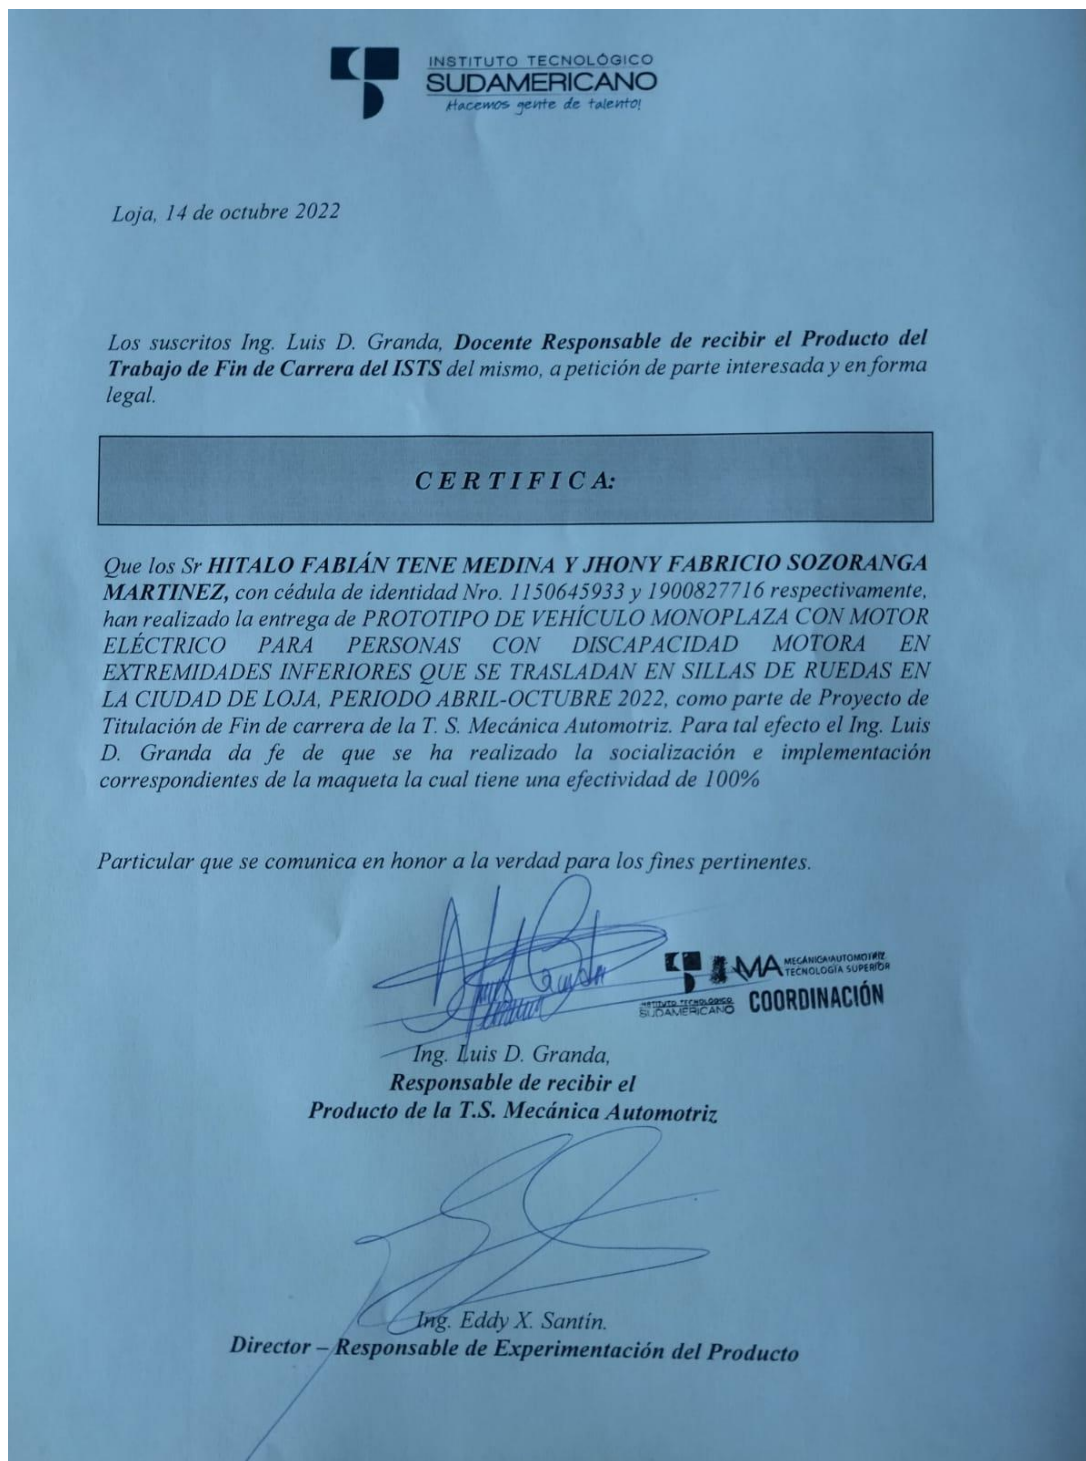 INSTITUTO TECNOLÓGICO
SUDAMERICANO
Hacemos gente de talento!
Loja, 14 de octubre 2022
Los suscritos Ing. Luis D. Granda, Docente Responsable de recibir el Producto del
Trabajo de Fin de Carrera del ISTS del mismo, a petición de parte interesada y en forma
legal.
CERTIFICA:
Que los Sr HITALO FABIÁN TENE MEDINA Y JHONY FABRICIO SOZORANGA
MARTINEZ, con cédula de identidad Nro. 1150645933 y 1900827716 respectivamente,
han realizado la entrega de PROTOTIPO DE VEHÍCULO MONOPLAZA CON MOTOR
ELÉCTRICO PARA PERSONAS CON DISCAPACIDAD MOTORA EN
EXTREMIDADES INFERIORES QUE SE TRASLADAN EN SILLAS DE RUEDAS EN
LA CIUDAD DE LOJA, PERIODO ABRIL-OCTUBRE 2022, como parte de Proyecto de
Titulación de Fin de carrera de la T. S. Mecánica Automotriz. Para tal efecto el Ing. Luis
D. Granda da fe de que se ha realizado la socialización e implementación
correspondientes de la maqueta la cual tiene una efectividad de 100%
Particular que se comunica en honor a la verdad para los fines pertinentes.
MA MECÁNICA AUTOMOTRIZ
TECNOLOGÍA SUPERIOR
INSTITUTO TECNOLÓGICO
SUDAMERICANO
COORDINACIÓN
Ing. Luis D. Granda,
Responsable de recibir el
Producto de la T.S. Mecánica Automotriz
Ing. Eddy X. Santín.
Director – Responsable de Experimentación del Producto